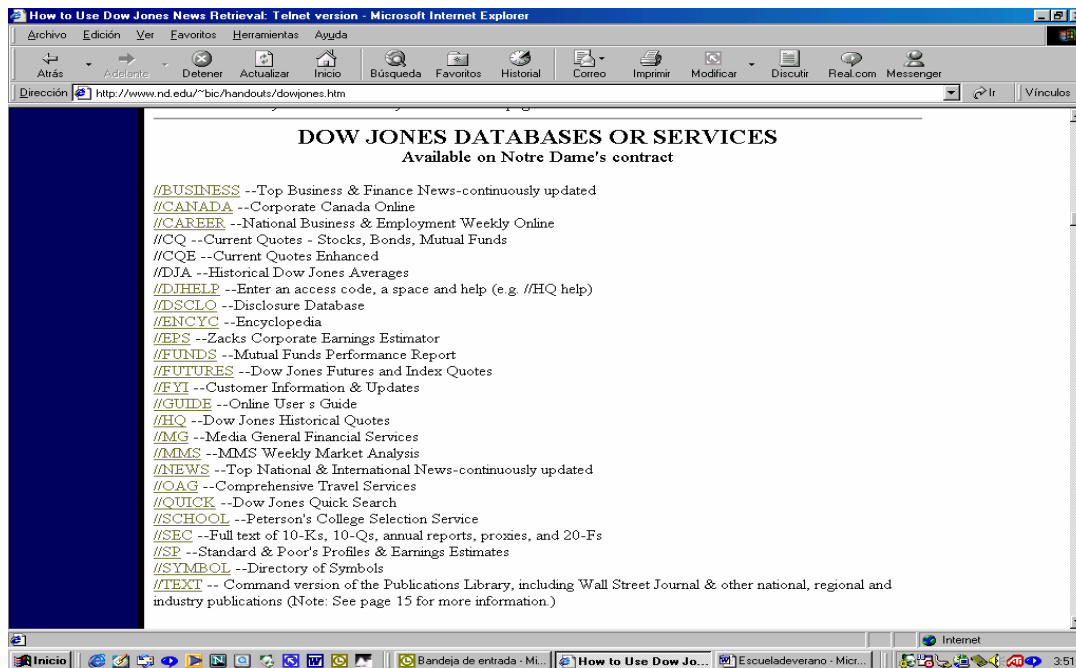 How to Use Dow Jones News Retrieval: Telnet version - Microsoft Internet Explorer
Archivo Edición Ver Favoritos Herramientas Ayuda
Atrás Adelante Detener Actualizar Inicio Búsqueda Favoritos Historial Correo Imprimir Modificar Discutir Real.com Messenger
Dirección http://www.nd.edu/~bic/handouts/dowjones.htm Ir Vínculos
DOW JONES DATABASES OR SERVICES
Available on Notre Dame's contract
//BUSINESS --Top Business & Finance News-continuously updated
//CANADA --Corporate Canada Online
//CAREER --National Business & Employment Weekly Online
//CQ --Current Quotes - Stocks, Bonds, Mutual Funds
//CQE --Current Quotes Enhanced
//DJA --Historical Dow Jones Averages
//DJHELP --Enter an access code, a space and help (e.g. //HQ help)
//DSCLO --Disclosure Database
//ENCYC --Encyclopedia
//EPS --Zacks Corporate Earnings Estimator
//FUNDS --Mutual Funds Performance Report
//FUTURES --Dow Jones Futures and Index Quotes
//FYI --Customer Information & Updates
//GUIDE --Online User s Guide
//HQ --Dow Jones Historical Quotes
//MG --Media General Financial Services
//MMS --MMS Weekly Market Analysis
//NEWS --Top National & International News-continuously updated
//OAG --Comprehensive Travel Services
//QUICK --Dow Jones Quick Search
//SCHOOL --Peterson's College Selection Service
//SEC --Full text of 10-Ks, 10-Qs, annual reports, proxies, and 20-Fs
//SP --Standard & Poor's Profiles & Earnings Estimates
//SYMBOL --Directory of Symbols
//TEXT -- Command version of the Publications Library, including Wall Street Journal & other national, regional and
industry publications (Note: See page 15 for more information.)
Internet
Inicio Bandeja de entrada - Mi... How to Use Dow Jo... Escueladeverano - Micr... 3:51